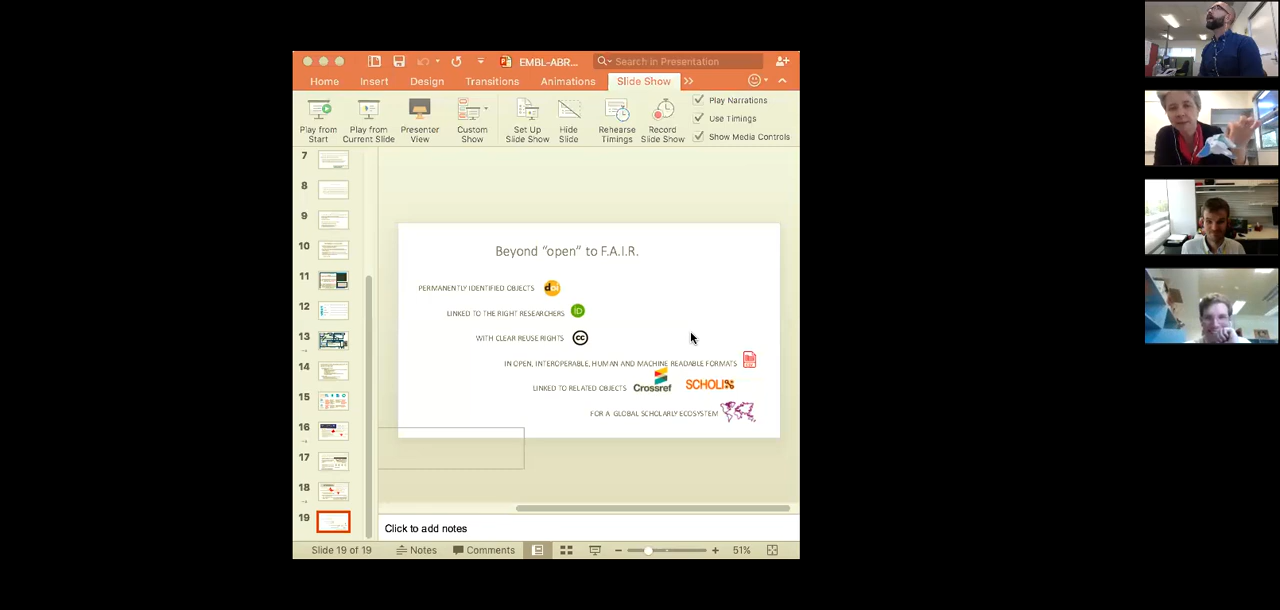 EMBL-ABR...
Search in Presentation
Home Insert Design Transitions Animations Slide Show
Play from Start
Play from Current Slide
Presenter View
Custom Show
Set Up Slide Show
Hide Slide
Rehearse Timings
Record Slide Show
Play Narrations
Use Timings
Show Media Controls
7
8
9
10
11
12
13
14
15
16
17
18
19
Beyond “open” to F.A.I.R.
PERMANENTLY IDENTIFIED OBJECTS doi
LINKED TO THE RIGHT RESEARCHERS iD
WITH CLEAR REUSE RIGHTS cc
IN OPEN, INTEROPERABLE, HUMAN AND MACHINE READABLE FORMATS
LINKED TO RELATED OBJECTS Crossref SCHOLIX
FOR A GLOBAL SCHOLARLY ECOSYSTEM
Click to add notes
Slide 19 of 19 Notes Comments 51%